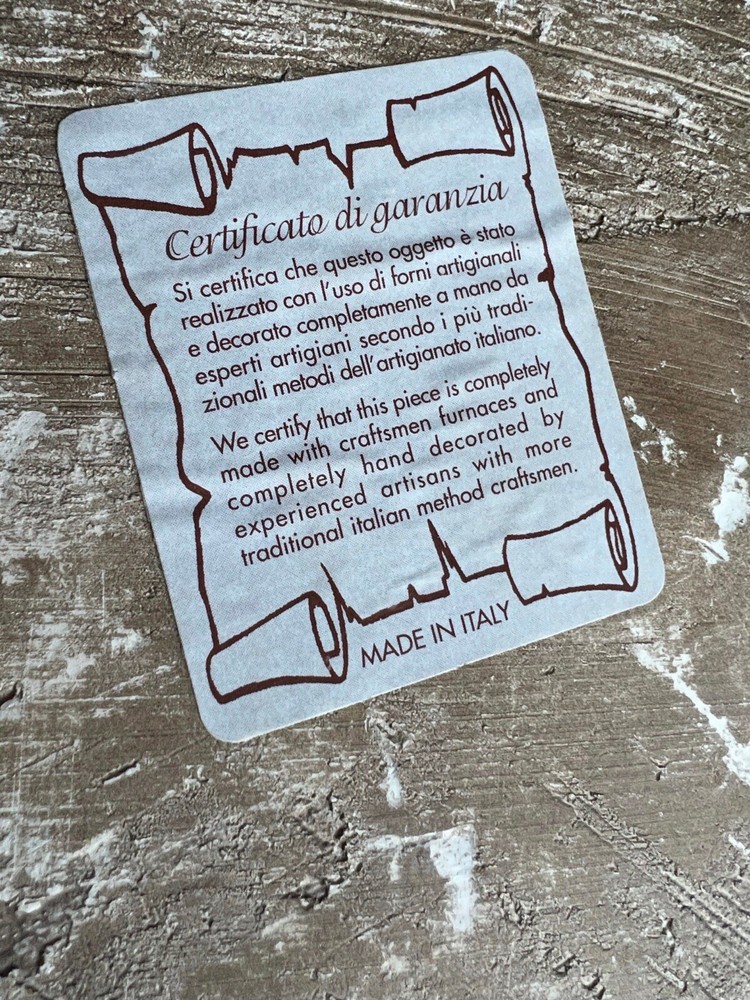 Certificato di garanzia
Si certifica che questo oggetto è stato
realizzato con l'uso di forni artigianali
e decorato completamente a mano da
esperti artigiani secondo i più tradi-
zionali metodi dell'artigianato italiano.
We certify that this piece is completely
made with craftsmen furnaces and
completely hand decorated by
experienced artisans with more
traditional italian method craftsmen.
MADE IN ITALY